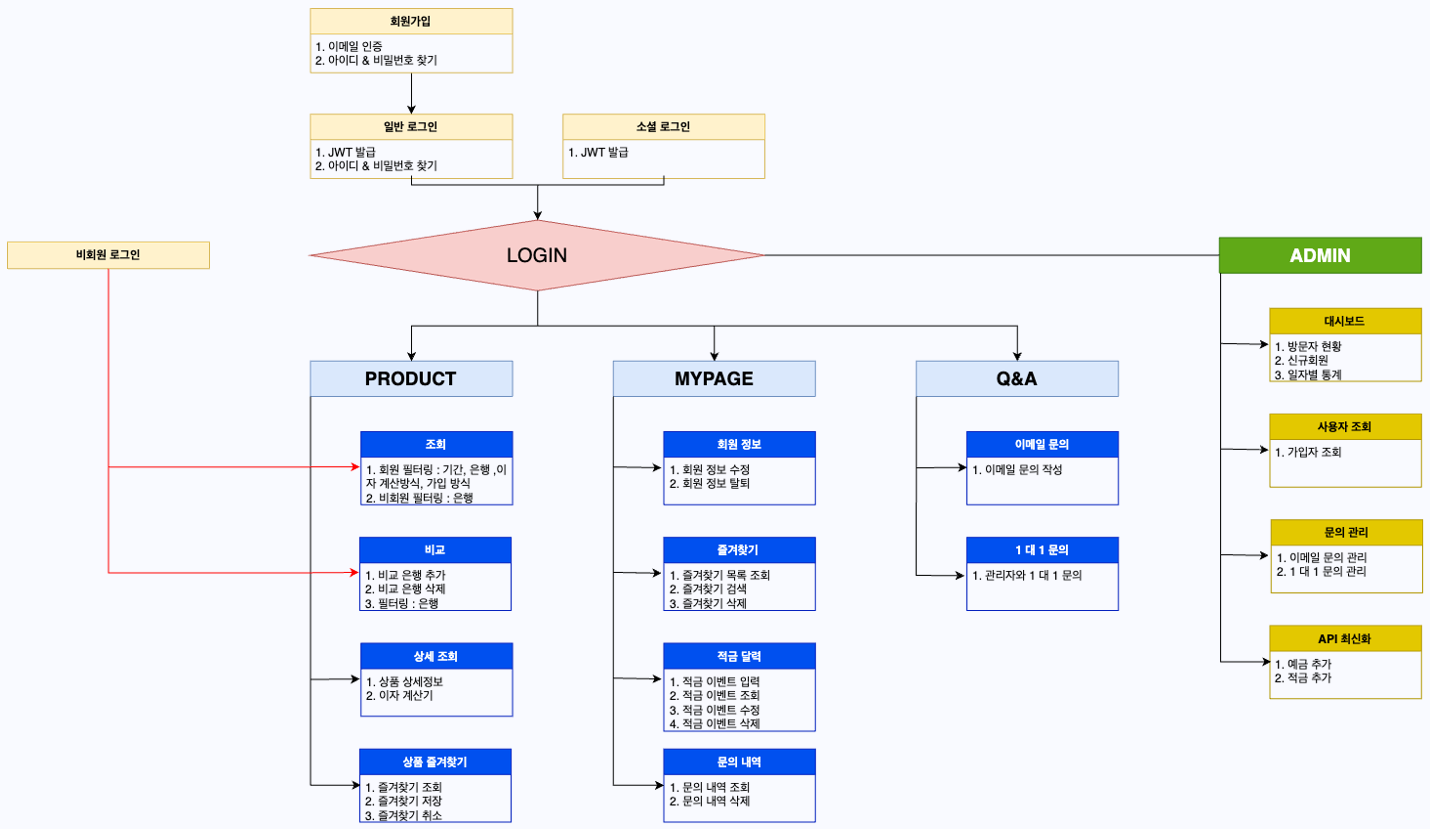 회원가입
1. 이메일 인증
2. 아이디 & 비밀번호 찾기
일반 로그인
1. JWT 발급
2. 아이디 & 비밀번호 찾기
소셜 로그인
1. JWT 발급
비회원 로그인
LOGIN
ADMIN
PRODUCT
조회
1. 회원 필터링 : 기간, 은행 ,이
자 계산방식, 가입 방식
2. 비회원 필터링 : 은행
비교
1. 비교 은행 추가
2. 비교 은행 삭제
3. 필터링 : 은행
상세 조회
1. 상품 상세정보
2. 이자 계산기
상품 즐겨찾기
1. 즐겨찾기 조회
2. 즐겨찾기 저장
3. 즐겨찾기 취소
MYPAGE
회원 정보
1. 회원 정보 수정
2. 회원 정보 탈퇴
즐겨찾기
1. 즐겨찾기 목록 조회
2. 즐겨찾기 검색
3. 즐겨찾기 삭제
적금 달력
1. 적금 이벤트 입력
2. 적금 이벤트 조회
3. 적금 이벤트 수정
4. 적금 이벤트 삭제
문의 내역
1. 문의 내역 조회
2. 문의 내역 삭제
Q&A
이메일 문의
1. 이메일 문의 작성
1 대 1 문의
1. 관리자와 1 대 1 문의
대시보드
1. 방문자 현황
2. 신규회원
3. 일자별 통계
사용자 조회
1. 가입자 조회
문의 관리
1. 이메일 문의 관리
2. 1 대 1 문의 관리
API 최신화
1. 예금 추가
2. 적금 추가